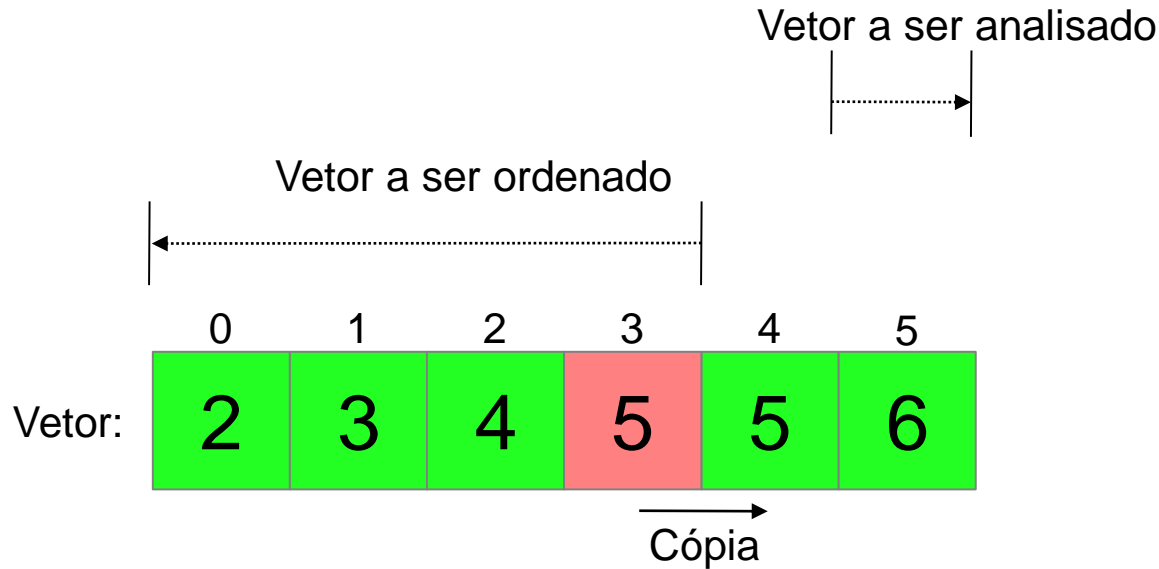 Vetor a ser analisado
Vetor a ser ordenado
0 1 2 3 4 5
Vetor: 2 3 4 5 5 6
Cópia